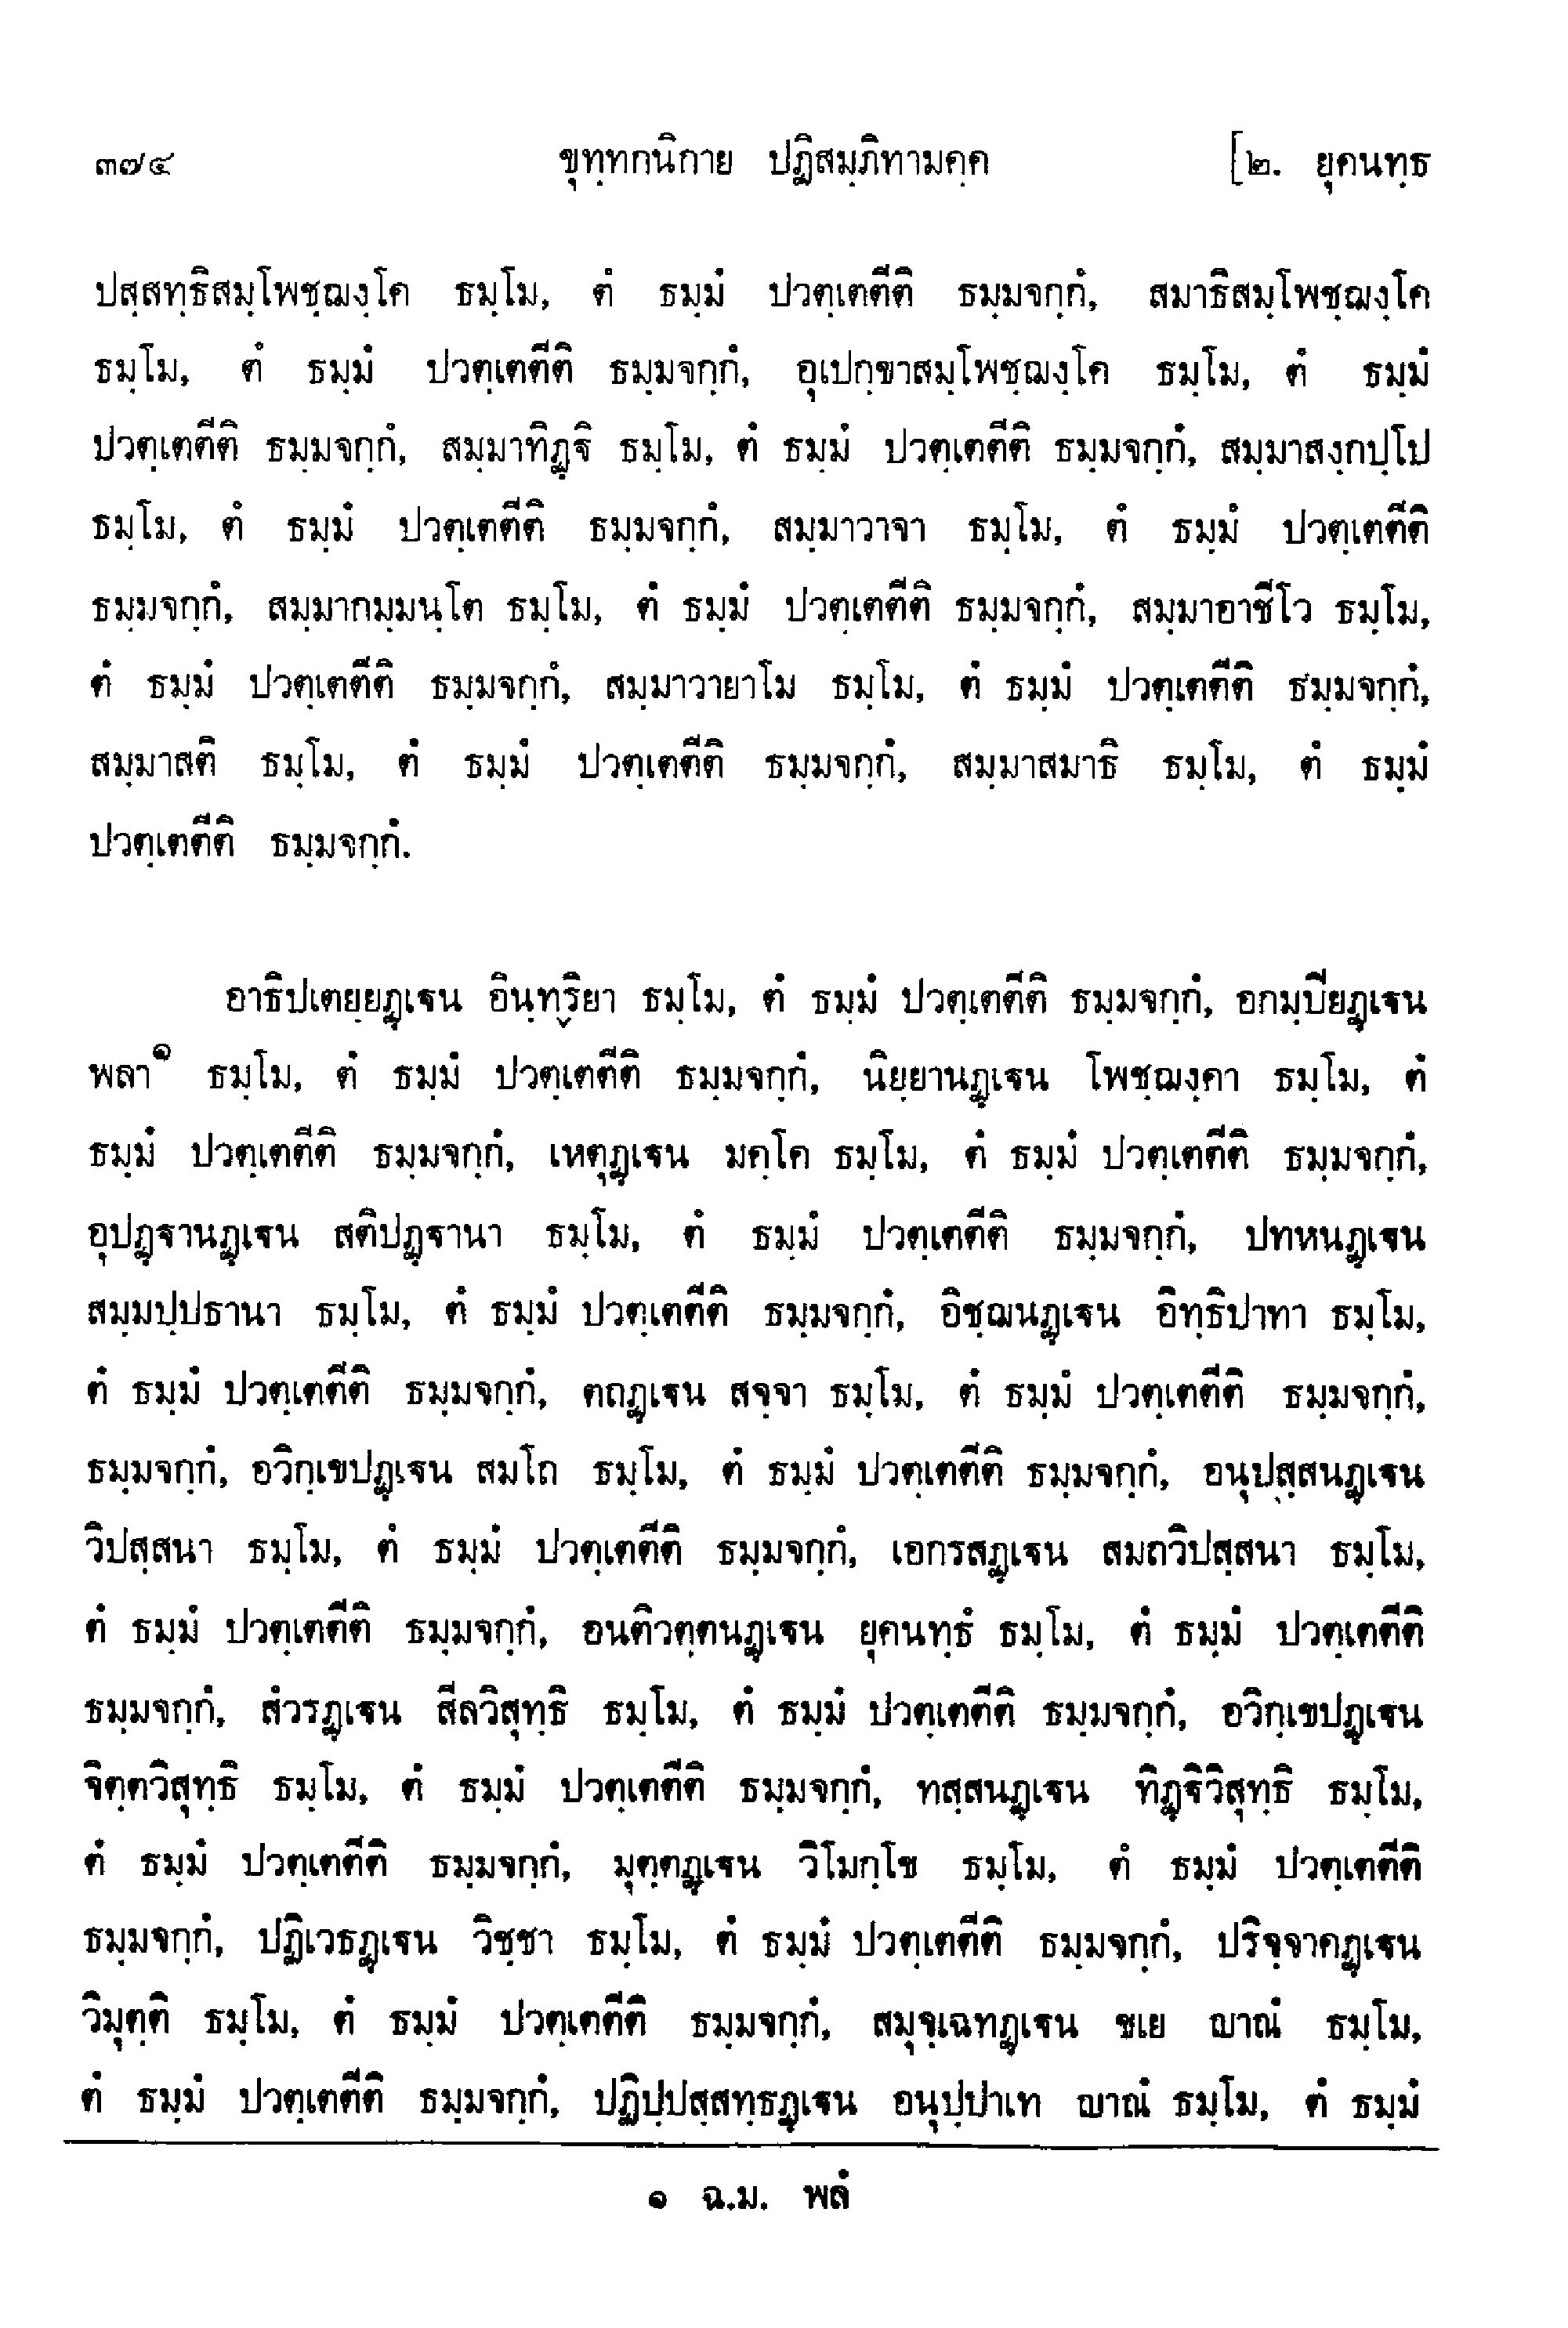 ๓๗๔ ขุทฺทกนิกาย ปฏิสมฺภิทามคฺค [๒. ยุคนทฺธ
ปสฺสทฺธิสมฺโพชฺฌงฺโค ธมฺโม, ตํ ธมฺมํ ปวตฺเตตีติ ธมฺมจกฺกํ, สมาธิสมฺโพชฺฌงฺโค
ธมฺโม, ตํ ธมฺมํ ปวตฺเตตีติ ธมฺมจกฺกํ, อุเปกฺขาสมฺโพชฺฌงฺโค ธมฺโม, ตํ ธมฺมํ
ปวตฺเตตีติ ธมฺมจกฺกํ, สมฺมาทิฏฺฐิ ธมฺโม, ตํ ธมฺมํ ปวตฺเตตีติ ธมฺมจกฺกํ, สมฺมาสงฺกปฺโป
ธมฺโม, ตํ ธมฺมํ ปวตฺเตตีติ ธมฺมจกฺกํ, สมฺมาวาจา ธมฺโม, ตํ ธมฺมํ ปวตฺเตตีติ
ธมฺมจกฺกํ, สมฺมากมฺมนฺโต ธมฺโม, ตํ ธมฺมํ ปวตฺเตตีติ ธมฺมจกฺกํ, สมฺมาอาชีโว ธมฺโม,
ตํ ธมฺมํ ปวตฺเตตีติ ธมฺมจกฺกํ, สมฺมาวายาโม ธมฺโม, ตํ ธมฺมํ ปวตฺเตตีติ ธมฺมจกฺกํ,
สมฺมาสติ ธมฺโม, ตํ ธมฺมํ ปวตฺเตตีติ ธมฺมจกฺกํ, สมฺมาสมาธิ ธมฺโม, ตํ ธมฺมํ
ปวตฺเตตีติ ธมฺมจกฺกํ.
อาธิปเตยฺยฏฺเฐน อินฺทฺริยา ธมฺโม, ตํ ธมฺมํ ปวตฺเตตีติ ธมฺมจกฺกํ, อกมฺปิยฏฺเฐน
พลา๑ ธมฺโม, ตํ ธมฺมํ ปวตฺเตตีติ ธมฺมจกฺกํ, นิยฺยานฏฺเฐน โพชฺฌงฺคา ธมฺโม, ตํ
ธมฺมํ ปวตฺเตตีติ ธมฺมจกฺกํ, เหตุฏฺเฐน มคฺโค ธมฺโม, ตํ ธมฺมํ ปวตฺเตตีติ ธมฺมจกฺกํ,
อุปฏฺฐานฏฺเฐน สติปฏฺฐานา ธมฺโม, ตํ ธมฺมํ ปวตฺเตตีติ ธมฺมจกฺกํ, ปทหนฏฺเฐน
สมฺมปฺปธานา ธมฺโม, ตํ ธมฺมํ ปวตฺเตตีติ ธมฺมจกฺกํ, อิชฺฌนฏฺเฐน อิทฺธิปาทา ธมฺโม,
ตํ ธมฺมํ ปวตฺเตตีติ ธมฺมจกฺกํ, ตถฏฺเฐน สจฺจา ธมฺโม, ตํ ธมฺมํ ปวตฺเตตีติ ธมฺมจกฺกํ,
ธมฺมจกฺกํ, อวิกฺเขปฏฺเฐน สมโถ ธมฺโม, ตํ ธมฺมํ ปวตฺเตตีติ ธมฺมจกฺกํ, อนุปสฺสนฏฺเฐน
วิปสฺสนา ธมฺโม, ตํ ธมฺมํ ปวตฺเตตีติ ธมฺมจกฺกํ, เอกรสฏฺเฐน สมถวิปสฺสนา ธมฺโม,
ตํ ธมฺมํ ปวตฺเตตีติ ธมฺมจกฺกํ, อนติวตฺตนฏฺเฐน ยุคนทฺธํ ธมฺโม, ตํ ธมฺมํ ปวตฺเตตีติ
ธมฺมจกฺกํ, สํวรฏฺเฐน สีลวิสุทฺธิ ธมฺโม, ตํ ธมฺมํ ปวตฺเตตีติ ธมฺมจกฺกํ, อวิกฺเขปฏฺเฐน
จิตฺตวิสุทฺธิ ธมฺโม, ตํ ธมฺมํ ปวตฺเตตีติ ธมฺมจกฺกํ, ทสฺสนฏฺเฐน ทิฏฺฐิวิสุทฺธิ ธมฺโม,
ตํ ธมฺมํ ปวตฺเตตีติ ธมฺมจกฺกํ, มุตฺตฏฺเฐน วิโมกฺโข ธมฺโม, ตํ ธมฺมํ ปวตฺเตตีติ
ธมฺมจกฺกํ, ปฏิเวธฏฺเฐน วิชฺชา ธมฺโม, ตํ ธมฺมํ ปวตฺเตตีติ ธมฺมจกฺกํ, ปริจฺจาคฏฺเฐน
วิมุตฺติ ธมฺโม, ตํ ธมฺมํ ปวตฺเตตีติ ธมฺมจกฺกํ, สมุจฺเฉทฏฺเฐน ขเย ญาณํ ธมฺโม,
ตํ ธมฺมํ ปวตฺเตตีติ ธมฺมจกฺกํ, ปฏิปฺปสฺสทฺธฏฺเฐน อนุปฺปาเท ญาณํ ธมฺโม, ตํ ธมฺมํ
๑ ฉ.ม. พลํ